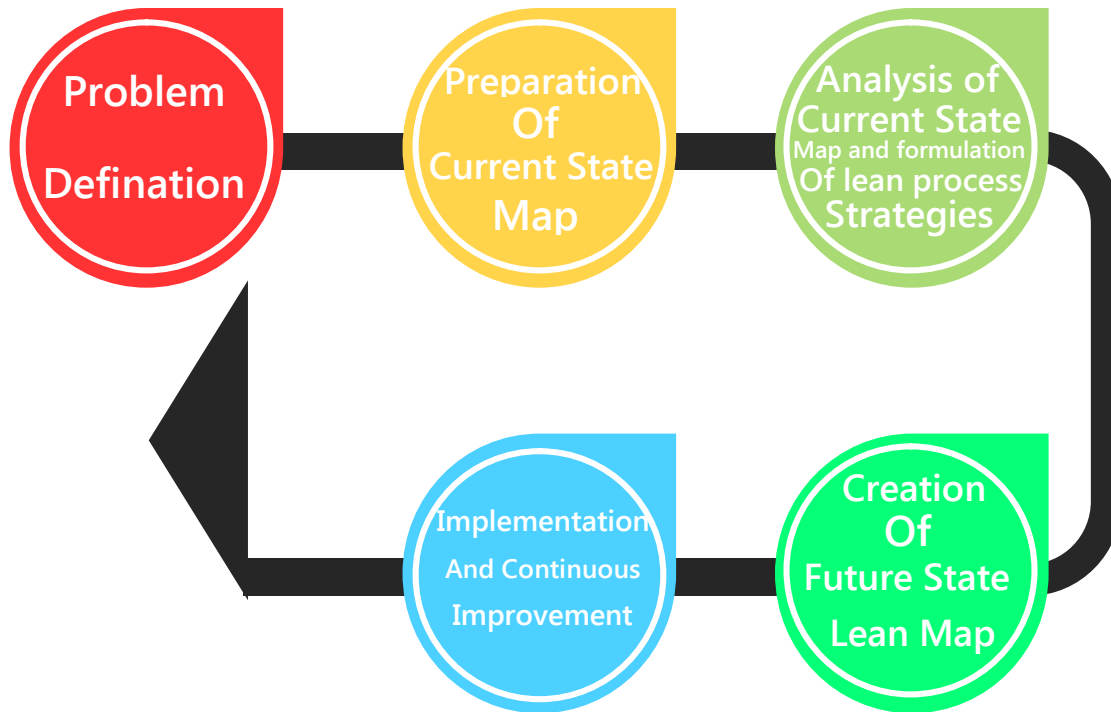 Problem
Defination
Preparation
Of
Current State
Map
Analysis of
Current State
Map and formulation
Of lean process
Strategies
Creation
Of
Future State
Lean Map
Implementation
And Continuous
Improvement